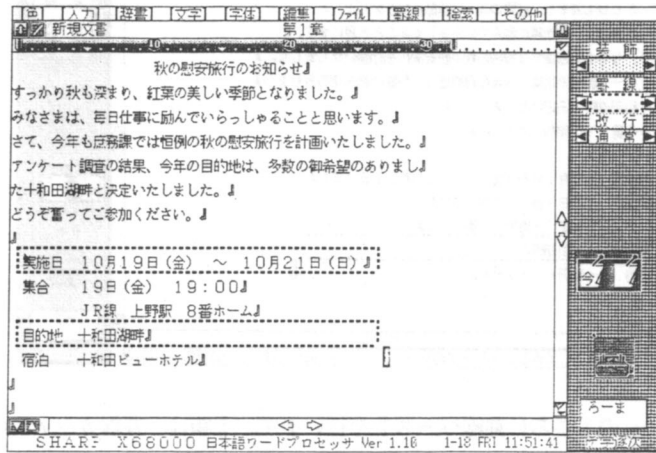 [色] [入力] [辞書] [文字] [字体] [編集] [ファイル] [罫線] [検索] [その他]
新規文書 第1章
10 20 30
秋の慰安旅行のお知らせ
すっかり秋も深まり、紅葉の美しい季節となりました。
みなさまは、毎日仕事に励んでいらっしゃることと思います。
さて、今年も庶務課では恒例の秋の慰安旅行を計画いたしました。
アンケート調査の結果、今年の目的地は、多数の御希望のありまし
た十和田湖畔と決定いたしました。
どうぞ奮ってご参加ください。
実施日 10月19日(金) ~ 10月21日(日)
集合 19日(金) 19:00
JR線 上野駅 8番ホーム
目的地 十和田湖畔
宿泊 十和田ビューホテル
装飾
罫線
改行
通常
今
ろーま
SHARP X68000 日本語ワードプロセッサ Ver 1.10 1-18 FRI 11:51:41